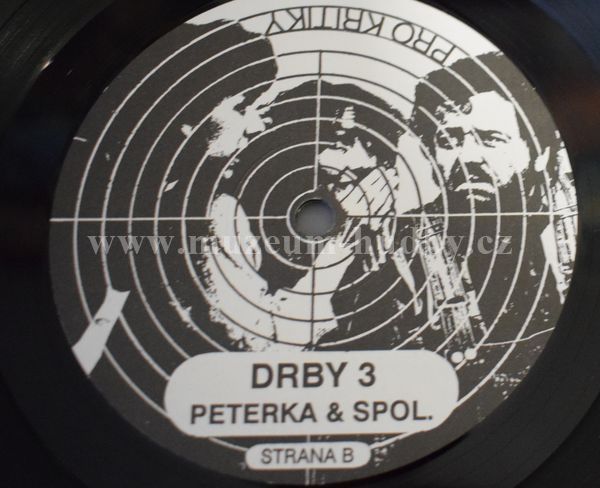 PRO KRITIKY
www.muzeum-hudby.cz
DRBY 3
PETERKA & SPOL.
STRANA B